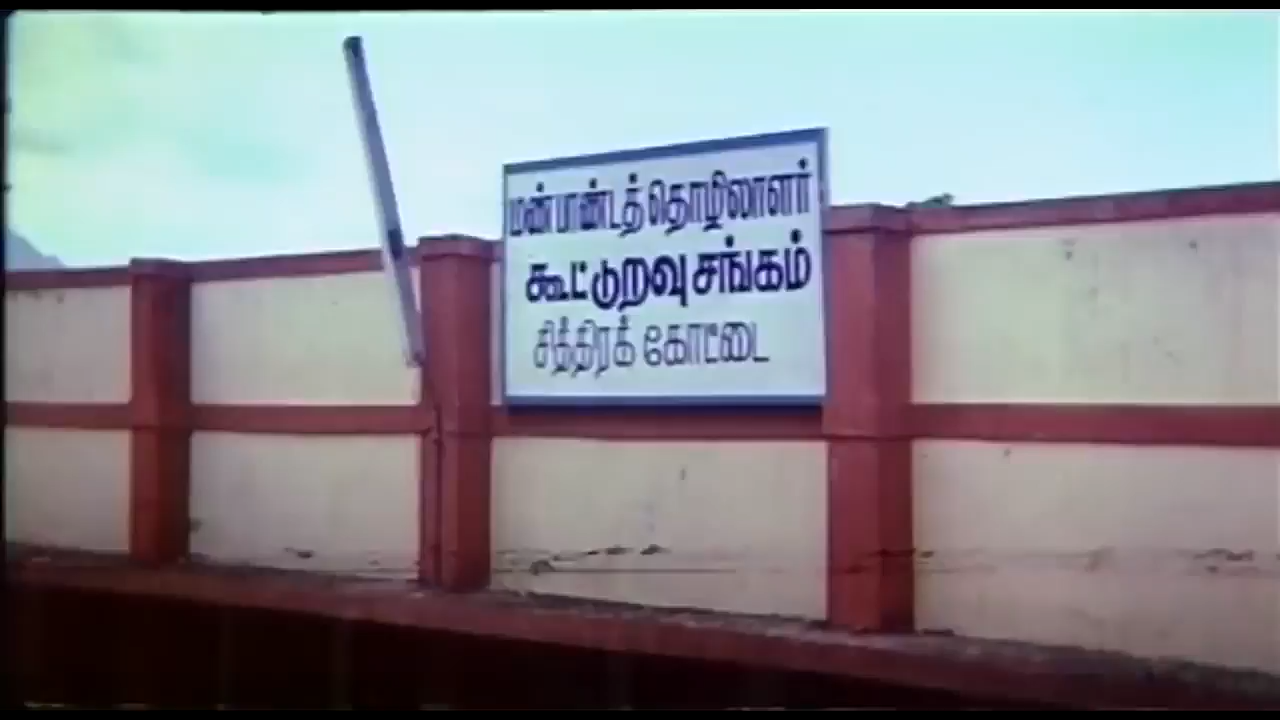 மண்பாண்டத் தொழிலாளர்
கூட்டுறவு சங்கம்
சித்திரக் கோட்டை